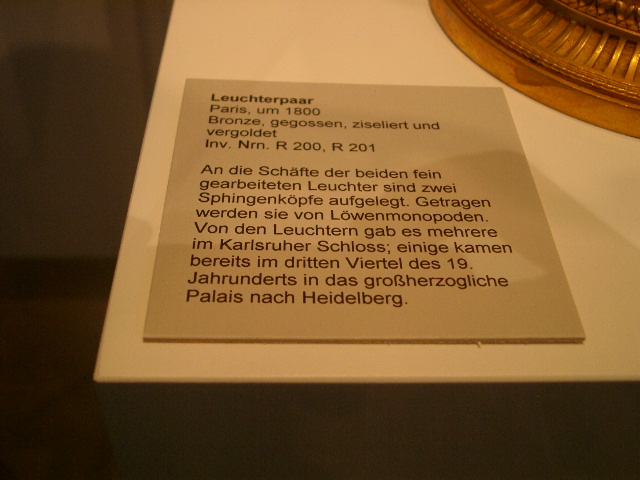 Leuchterpaar
Paris, um 1800
Bronze, gegossen, ziseliert und
vergoldet
Inv. Nrn. R 200, R 201
An die Schäfte der beiden fein
gearbeiteten Leuchter sind zwei
Sphingenköpfe aufgelegt. Getragen
werden sie von Löwenmonopoden.
Von den Leuchtern gab es mehrere
im Karlsruher Schloss; einige kamen
bereits im dritten Viertel des 19.
Jahrunderts in das großherzogliche
Palais nach Heidelberg.